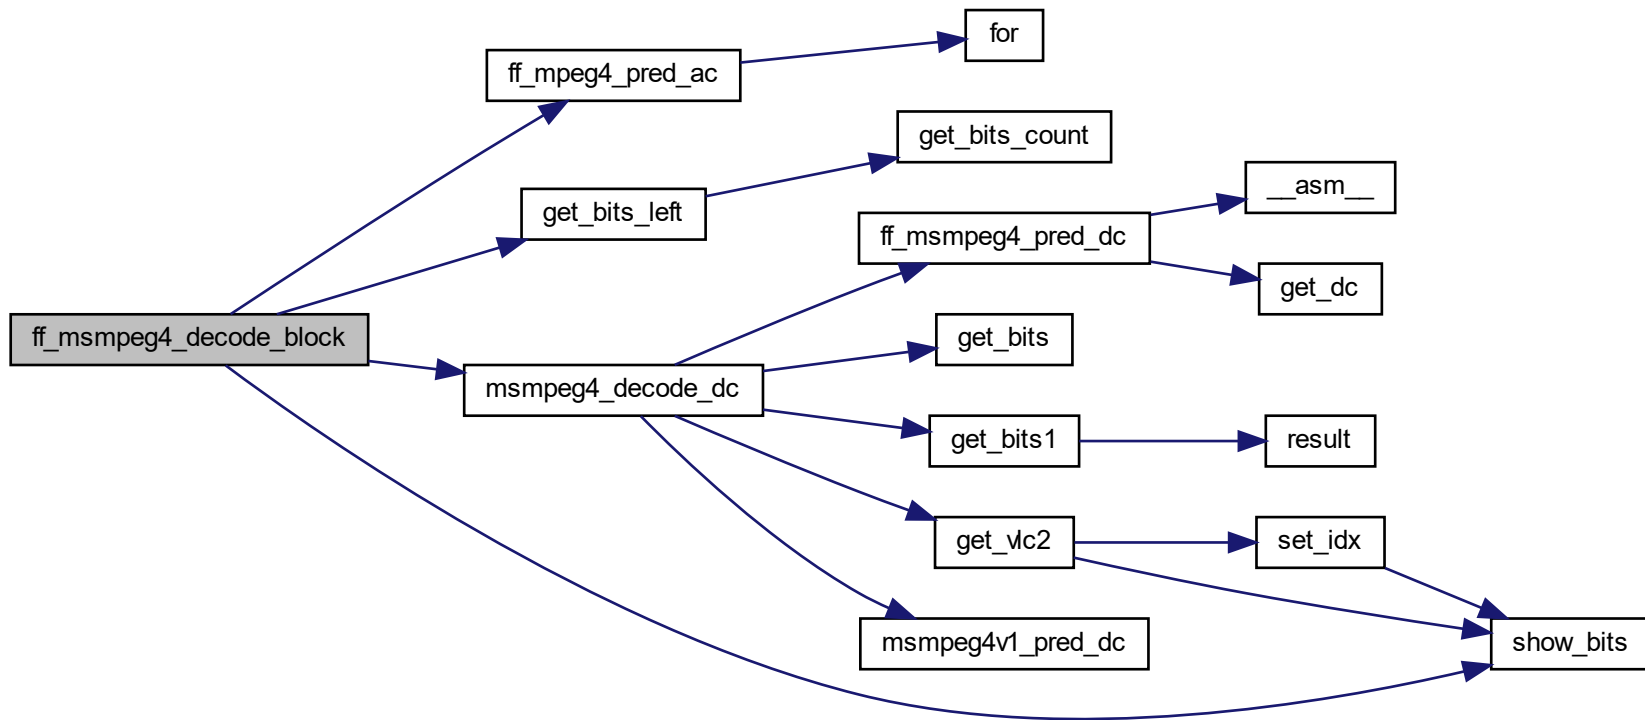 for
ff_mpeg4_pred_ac
get_bits_count
__asm__
get_bits_left
ff_msmpeg4_pred_dc
get_dc
ff_msmpeg4_decode_block
get_bits
msmpeg4_decode_dc
get_bits1
result
get_vlc2
set_idx
msmpeg4v1_pred_dc
show_bits